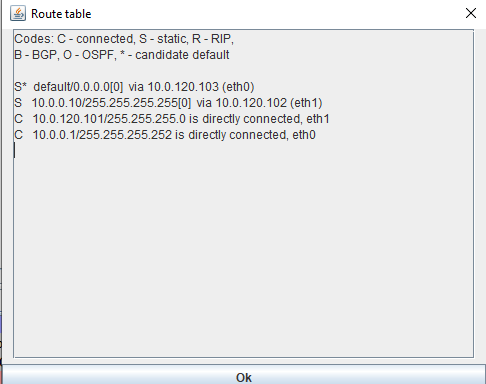 Route table
Codes: C - connected, S - static, R - RIP,
B - BGP, O - OSPF, * - candidate default
S* default/0.0.0.0[0] via 10.0.120.103 (eth0)
S 10.0.0.10/255.255.255.255[0] via 10.0.120.102 (eth1)
C 10.0.120.101/255.255.255.0 is directly connected, eth1
C 10.0.0.1/255.255.255.252 is directly connected, eth0
Ok